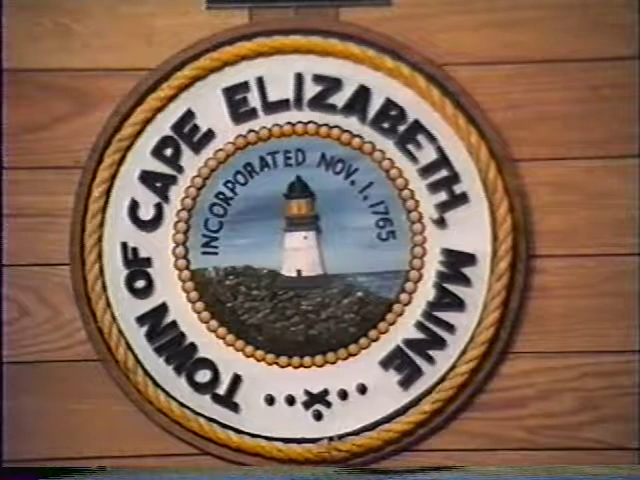 TOWN OF CAPE ELIZABETH, MAINE
INCORPORATED NOV. 1, 1765